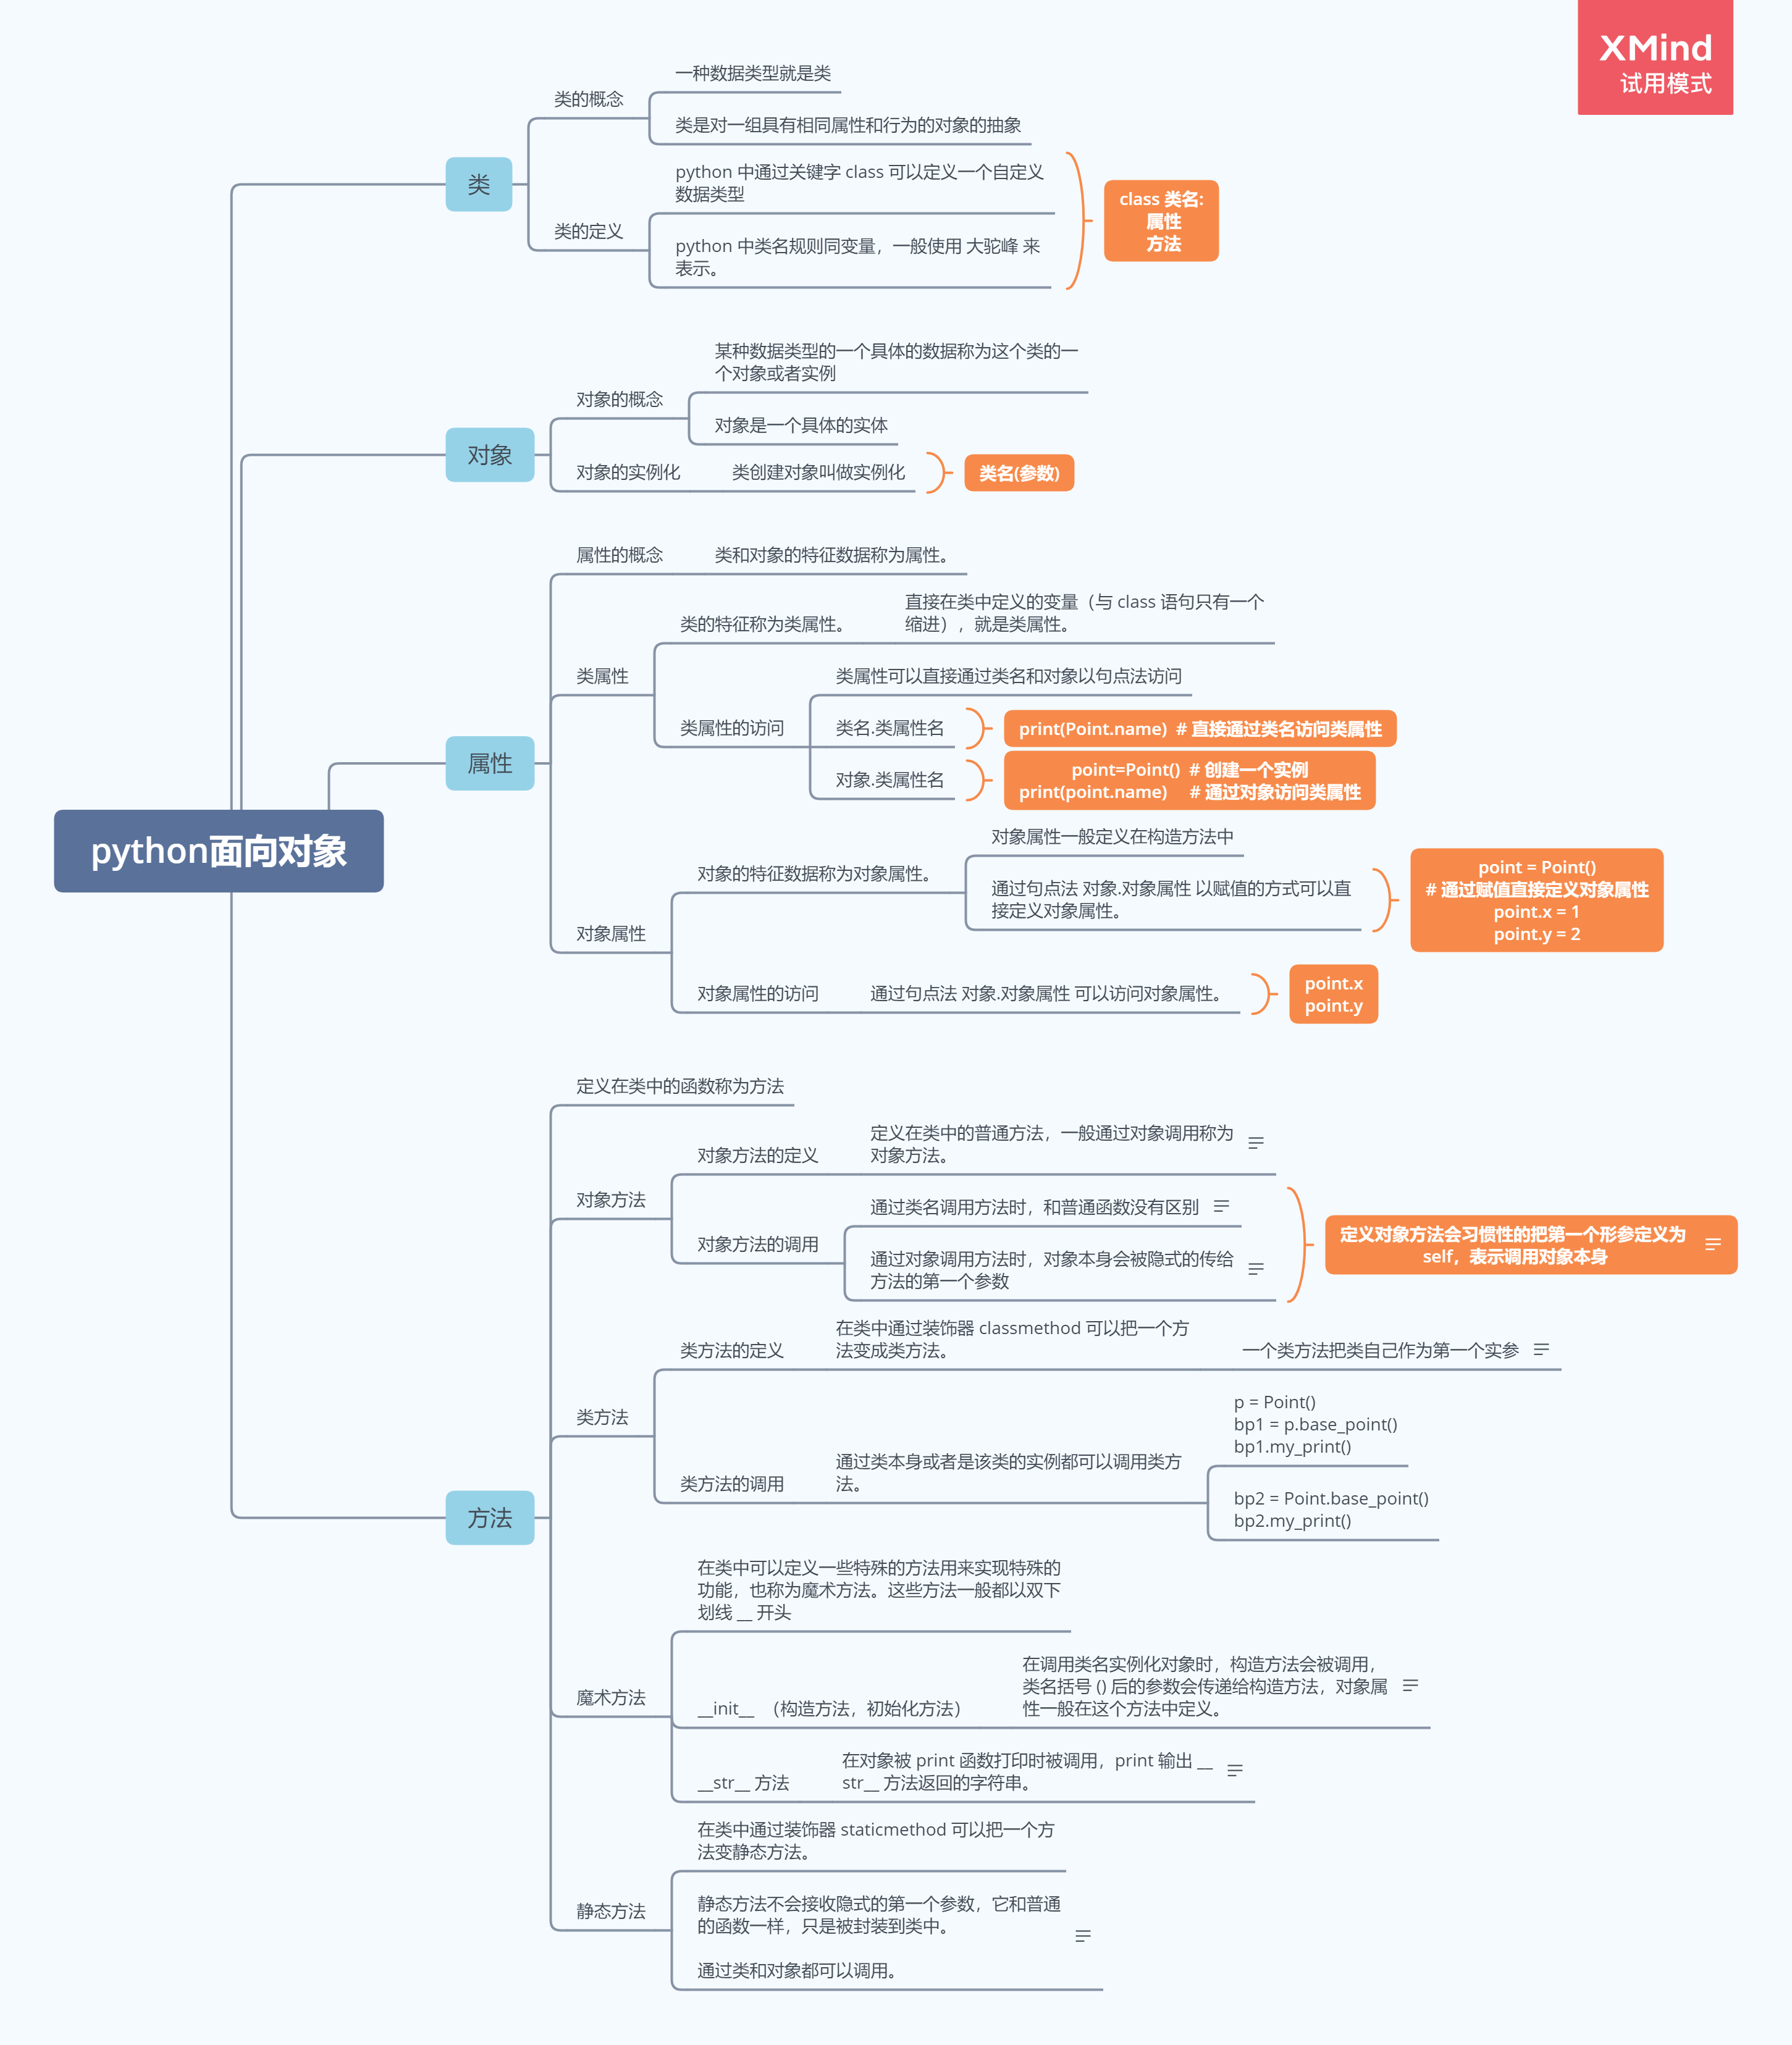 XMind
试用模式
python面向对象
类
类的概念
一种数据类型就是类
类是对一组具有相同属性和行为的对象的抽象
类的定义
python 中通过关键字 class 可以定义一个自定义
数据类型
python 中类名规则同变量，一般使用 大驼峰 来
表示。
class 类名:
属性
方法
对象
对象的概念
某种数据类型的一个具体的数据称为这个类的一
个对象或者实例
对象是一个具体的实体
对象的实例化
类创建对象叫做实例化
类名(参数)
属性
属性的概念
类和对象的特征数据称为属性。
类属性
类的特征称为类属性。
直接在类中定义的变量（与 class 语句只有一个
缩进），就是类属性。
类属性的访问
类属性可以直接通过类名和对象以句点法访问
类名.类属性名
print(Point.name)  # 直接通过类名访问类属性
对象.类属性名
point=Point()  # 创建一个实例
print(point.name)     # 通过对象访问类属性
对象属性
对象的特征数据称为对象属性。
对象属性一般定义在构造方法中
通过句点法 对象.对象属性 以赋值的方式可以直
接定义对象属性。
point = Point()
# 通过赋值直接定义对象属性
point.x = 1
point.y = 2
对象属性的访问
通过句点法 对象.对象属性 可以访问对象属性。
point.x
point.y
方法
定义在类中的函数称为方法
对象方法
对象方法的定义
定义在类中的普通方法，一般通过对象调用称为
对象方法。
对象方法的调用
通过类名调用方法时，和普通函数没有区别
通过对象调用方法时，对象本身会被隐式的传给
方法的第一个参数
定义对象方法会习惯性的把第一个形参定义为
self，表示调用对象本身
类方法
类方法的定义
在类中通过装饰器 classmethod 可以把一个方
法变成类方法。
一个类方法把类自己作为第一个实参
类方法的调用
通过类本身或者是该类的实例都可以调用类方
法。
p = Point()
bp1 = p.base_point()
bp1.my_print()
bp2 = Point.base_point()
bp2.my_print()
魔术方法
在类中可以定义一些特殊的方法用来实现特殊的
功能，也称为魔术方法。这些方法一般都以双下
划线 __ 开头
__init__ （构造方法，初始化方法）
在调用类名实例化对象时，构造方法会被调用，
类名括号 () 后的参数会传递给构造方法，对象属
性一般在这个方法中定义。
__str__ 方法
在对象被 print 函数打印时被调用，print 输出 __
str__ 方法返回的字符串。
静态方法
在类中通过装饰器 staticmethod 可以把一个方
法变静态方法。
静态方法不会接收隐式的第一个参数，它和普通
的函数一样，只是被封装到类中。
通过类和对象都可以调用。